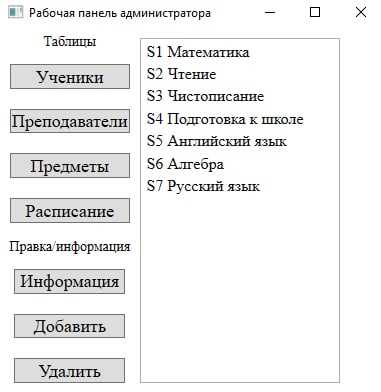 Рабочая панель администратора
Таблицы
Ученики
Преподаватели
Предметы
Расписание
Правка/информация
Информация
Добавить
Удалить
S1 Математика
S2 Чтение
S3 Чистописание
S4 Подготовка к школе
S5 Английский язык
S6 Алгебра
S7 Русский язык